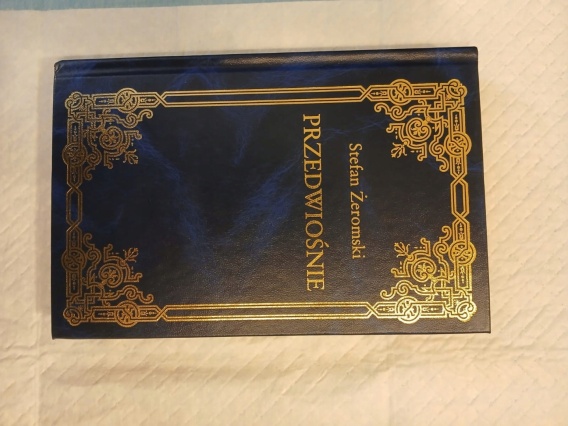 Stefan Żeromski
PRZEDWIOŚNIE